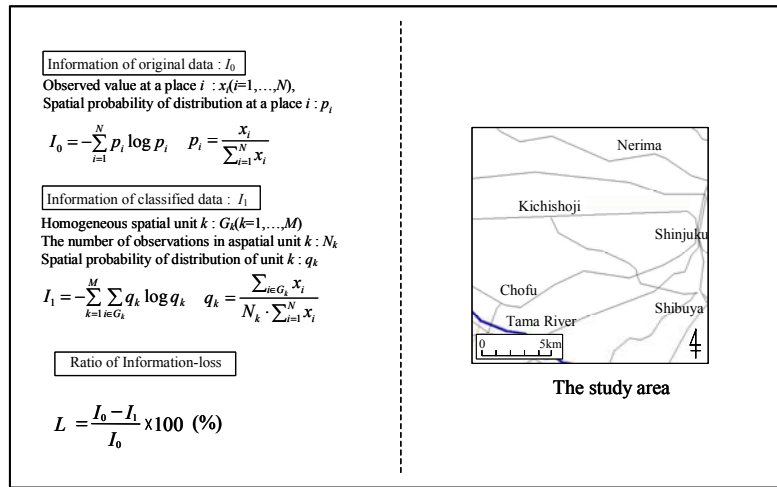 Information of original data : I₀
Observed value at a place i : xᵢ(i=1,…,N),
Spatial probability of distribution at a place i : pᵢ
I₀ = −∑_{i=1}^{N} pᵢ log pᵢ    pᵢ = xᵢ / ∑_{i=1}^{N} xᵢ
Information of classified data : I₁
Homogeneous spatial unit k : Gₖ(k=1,…,M)
The number of observations in aspatial unit k : Nₖ
Spatial probability of distribution of unit k : qₖ
I₁ = −∑_{k=1}^{M} ∑_{i∈Gₖ} qₖ log qₖ    qₖ = ∑_{i∈Gₖ} xᵢ / (Nₖ · ∑_{i=1}^{N} xᵢ)
Ratio of Information-loss
L = (I₀ − I₁) / I₀ ×100 (%)
Nerima
Kichishoji
Shinjuku
Chofu
Shibuya
Tama River
0 5km
The study area